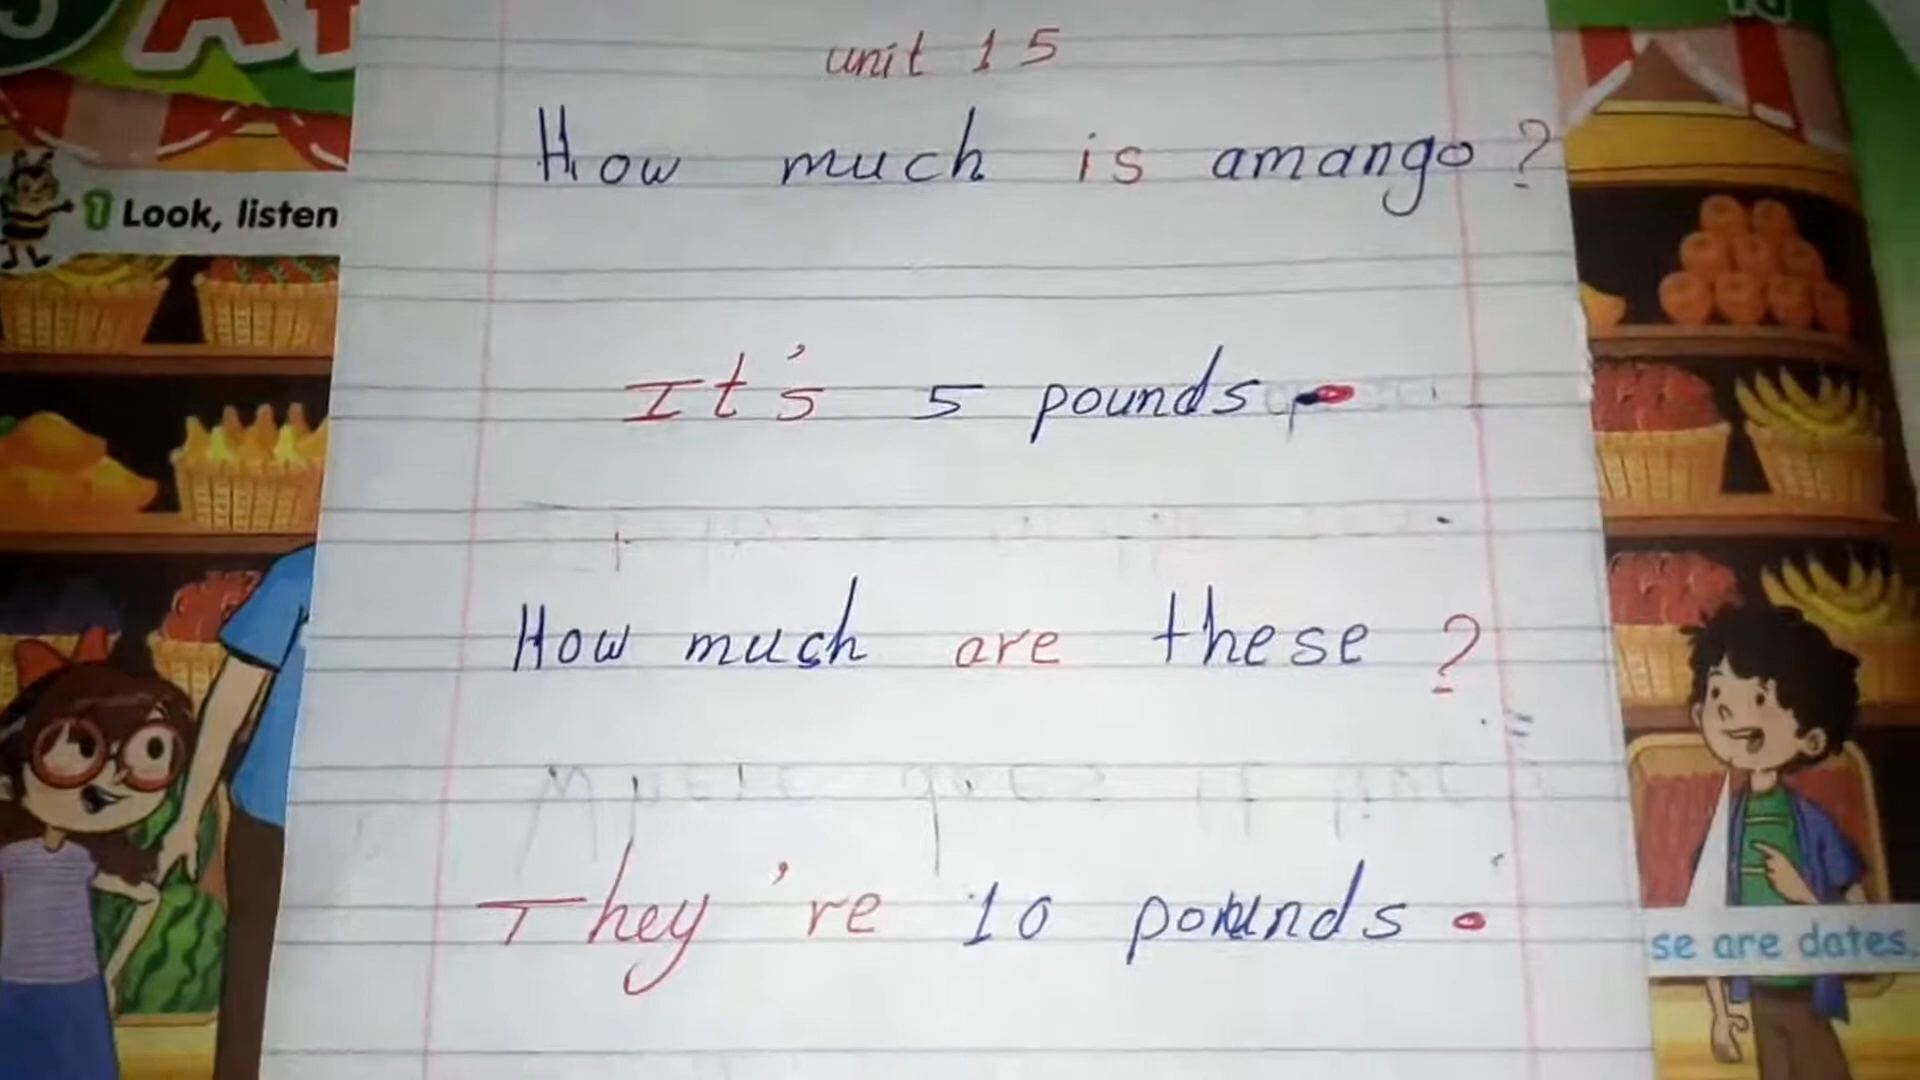 unit 15
How much is amango?
1 Look, listen
It's 5 pounds.
How much are these?
They're 10 pounds.
se are dates.